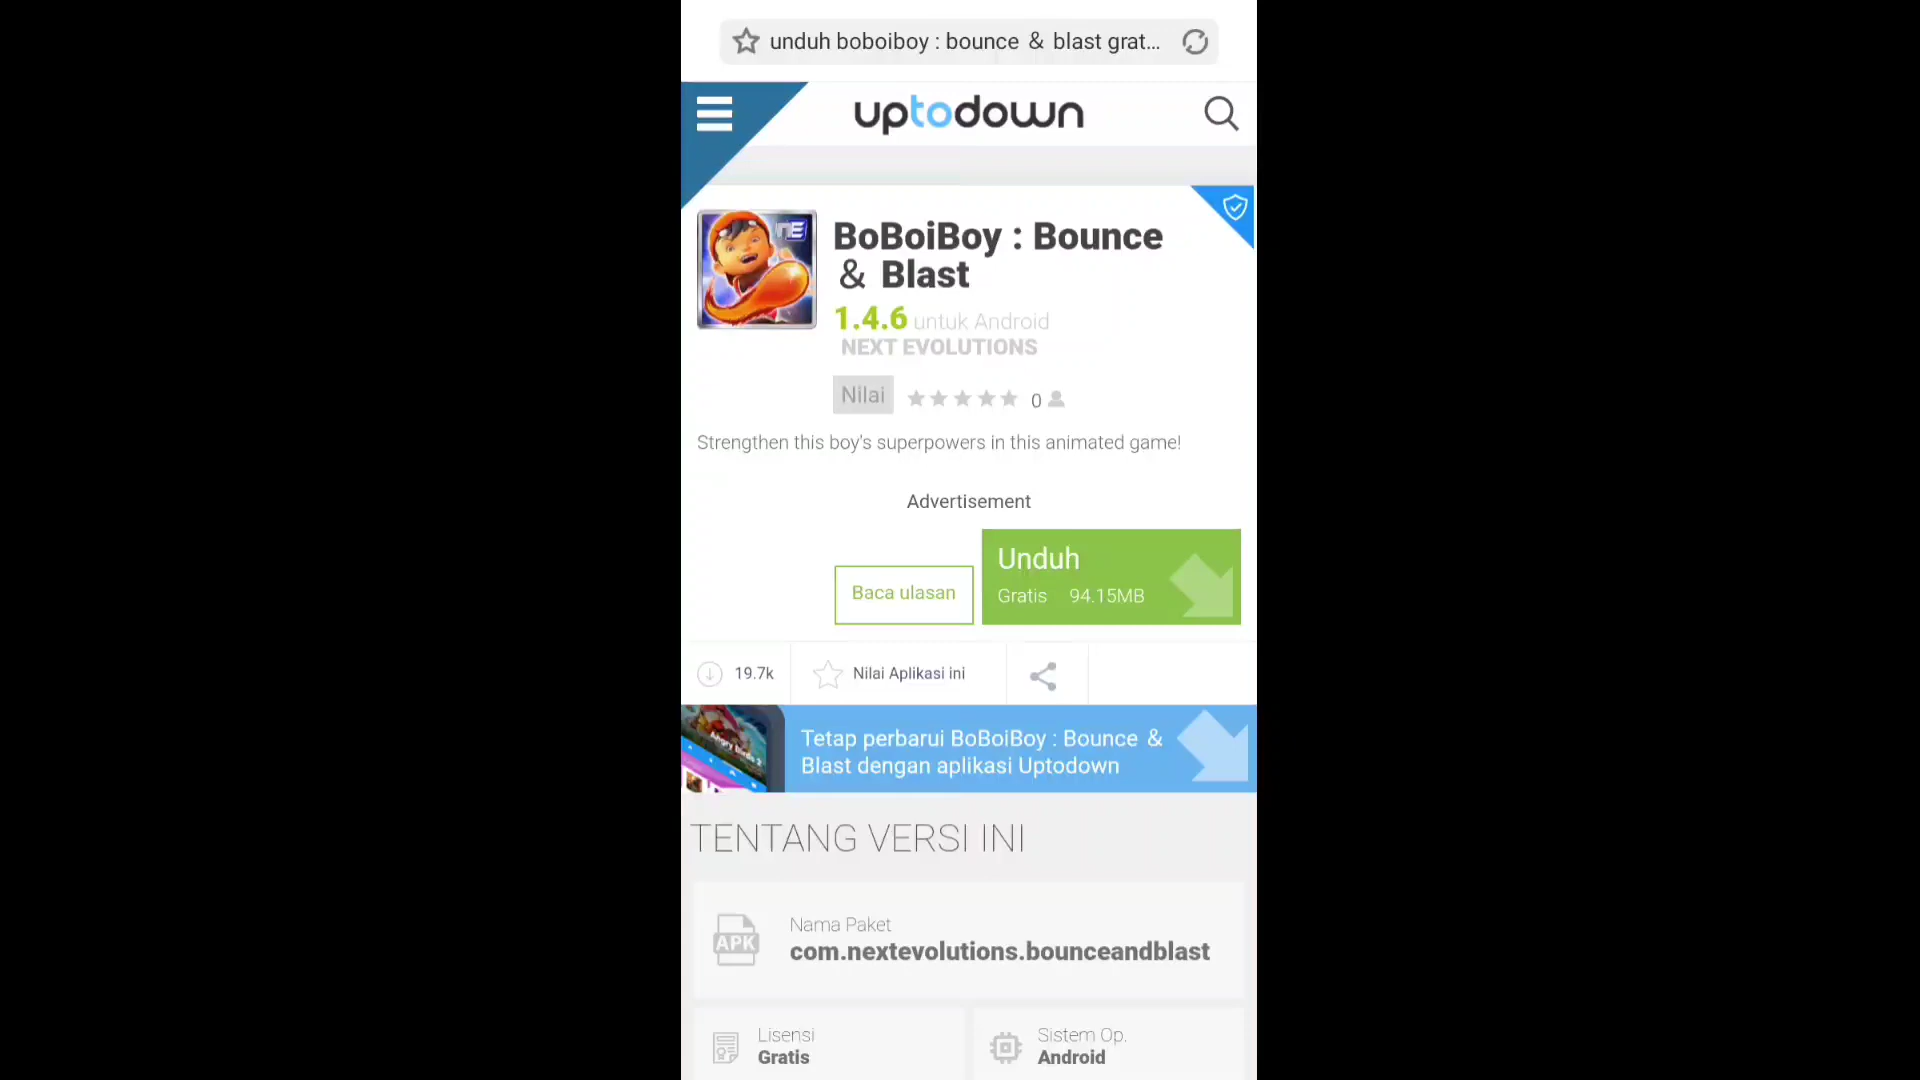 unduh boboiboy : bounce & blast grat...
uptodown
BoBoiBoy : Bounce
& Blast
1.4.6 untuk Android
NEXT EVOLUTIONS
Nilai 0
Strengthen this boy's superpowers in this animated game!
Advertisement
Unduh
Baca ulasan
Gratis 94.15MB
19.7k Nilai Aplikasi ini
Tetap perbarui BoBoiBoy : Bounce &
Blast dengan aplikasi Uptodown
TENTANG VERSI INI
Nama Paket
APK
com.nextevolutions.bounceandblast
Lisensi
Gratis
Sistem Op.
Android